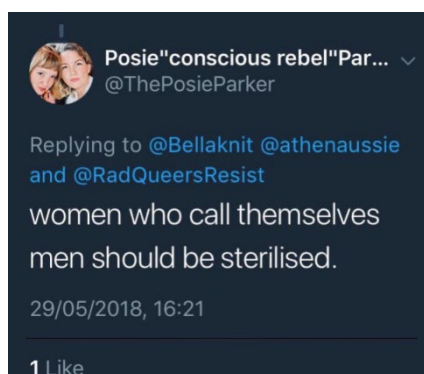 Posie"conscious rebel"Par...
@ThePosieParker
Replying to @Bellaknit @athenaussie
and @RadQueersResist
women who call themselves
men should be sterilised.
29/05/2018, 16:21
1 Like